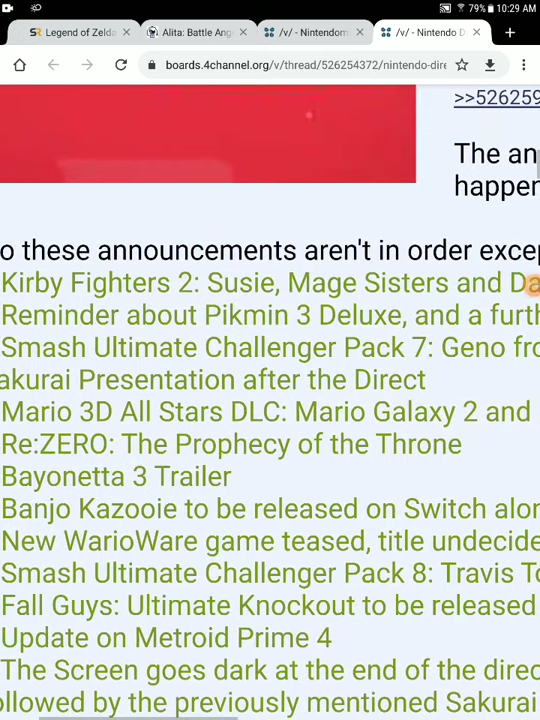 79% 10:29 AM
Legend of Zelda
Alita: Battle Ang
/v/ - Nintendom
/v/ - Nintendo D
boards.4channel.org/v/thread/526254372/nintendo-dire
>>526259
The an
happen
o these announcements aren't in order excep
Kirby Fighters 2: Susie, Mage Sisters and Da
Reminder about Pikmin 3 Deluxe, and a furth
Smash Ultimate Challenger Pack 7: Geno fro
akurai Presentation after the Direct
Mario 3D All Stars DLC: Mario Galaxy 2 and
Re:ZERO: The Prophecy of the Throne
Bayonetta 3 Trailer
Banjo Kazooie to be released on Switch alon
New WarioWare game teased, title undecide
Smash Ultimate Challenger Pack 8: Travis To
Fall Guys: Ultimate Knockout to be released
Update on Metroid Prime 4
The Screen goes dark at the end of the direc
ollowed by the previously mentioned Sakurai